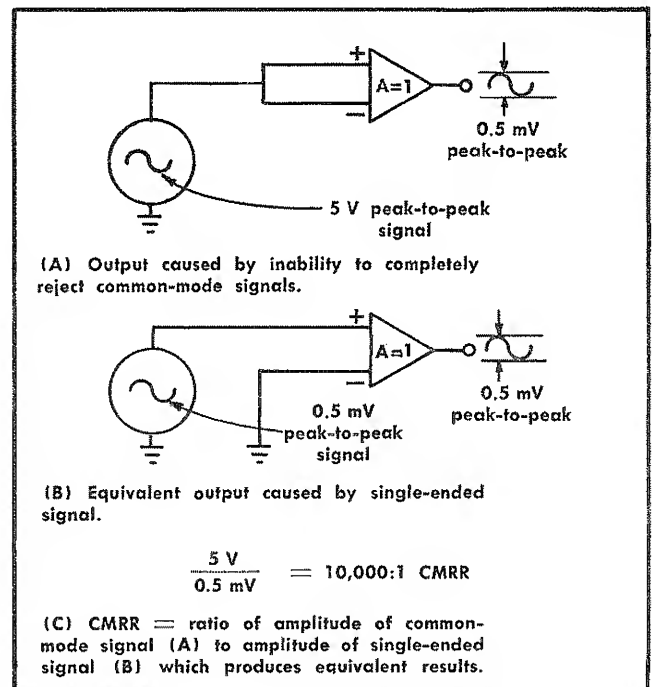 +
A=1
−
0.5 mV
peak-to-peak
5 V peak-to-peak
signal
(A) Output caused by inability to completely
reject common-mode signals.
+
A=1
−
0.5 mV
peak-to-peak
0.5 mV
peak-to-peak
signal
(B) Equivalent output caused by single-ended
signal.
5 V
0.5 mV = 10,000:1 CMRR
(C) CMRR = ratio of amplitude of common-
mode signal (A) to amplitude of single-ended
signal (B) which produces equivalent results.